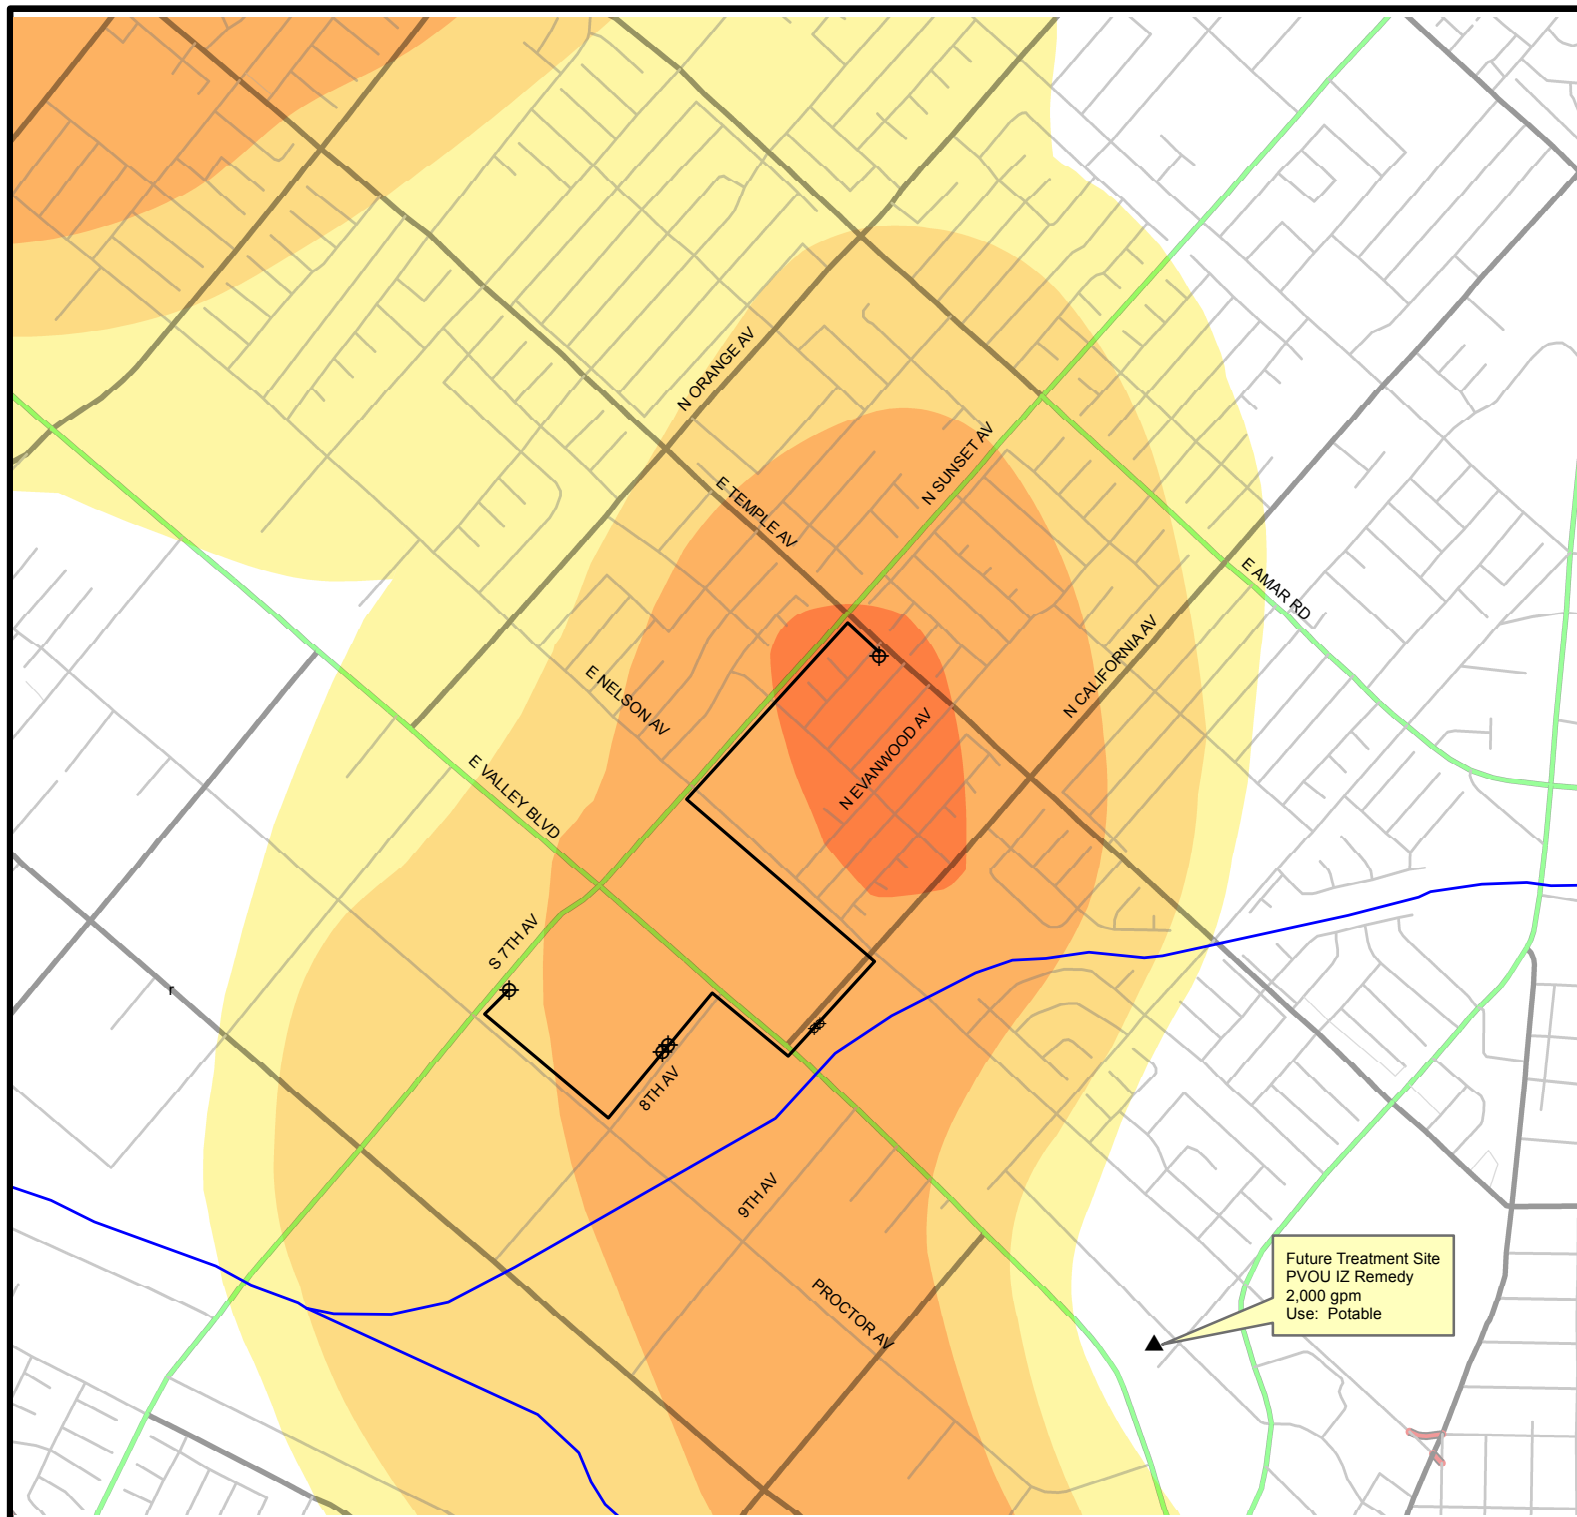 N ORANGE AV
N SUNSET AV
E TEMPLE AV
E AMAR RD
N CALIFORNIA AV
E NELSON AV
N EVANWOOD AV
E VALLEY BLVD
S 7TH AV
r
8TH AV
9TH AV
PROCTOR AV
Future Treatment Site
PVOU IZ Remedy
2,000 gpm
Use: Potable